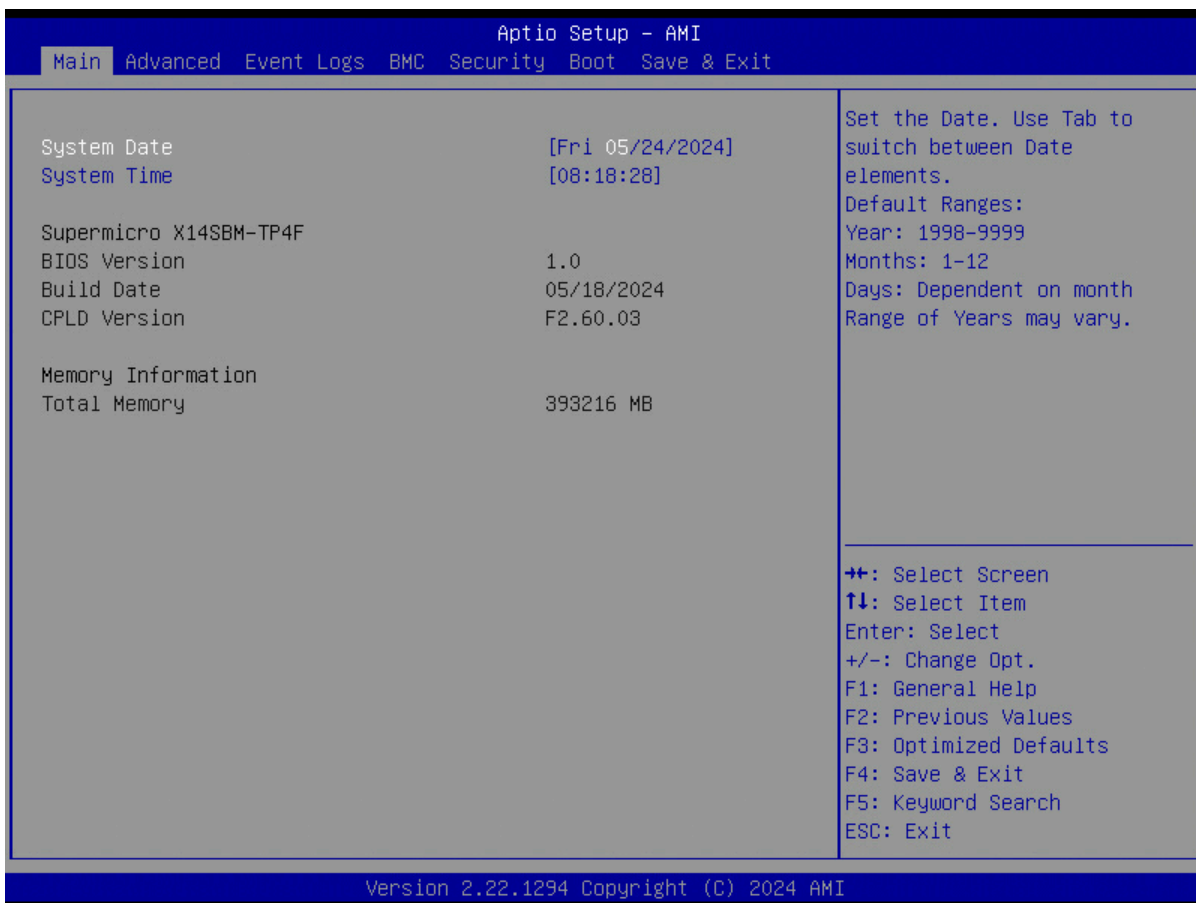 Aptio Setup – AMI
Main Advanced Event Logs BMC Security Boot Save & Exit
System Date [Fri 05/24/2024]
System Time [08:18:28]
Supermicro X14SBM-TP4F
BIOS Version 1.0
Build Date 05/18/2024
CPLD Version F2.60.03
Memory Information
Total Memory 393216 MB
Set the Date. Use Tab to
switch between Date
elements.
Default Ranges:
Year: 1998-9999
Months: 1-12
Days: Dependent on month
Range of Years may vary.
→←: Select Screen
↑↓: Select Item
Enter: Select
+/-: Change Opt.
F1: General Help
F2: Previous Values
F3: Optimized Defaults
F4: Save & Exit
F5: Keyword Search
ESC: Exit
Version 2.22.1294 Copyright (C) 2024 AMI